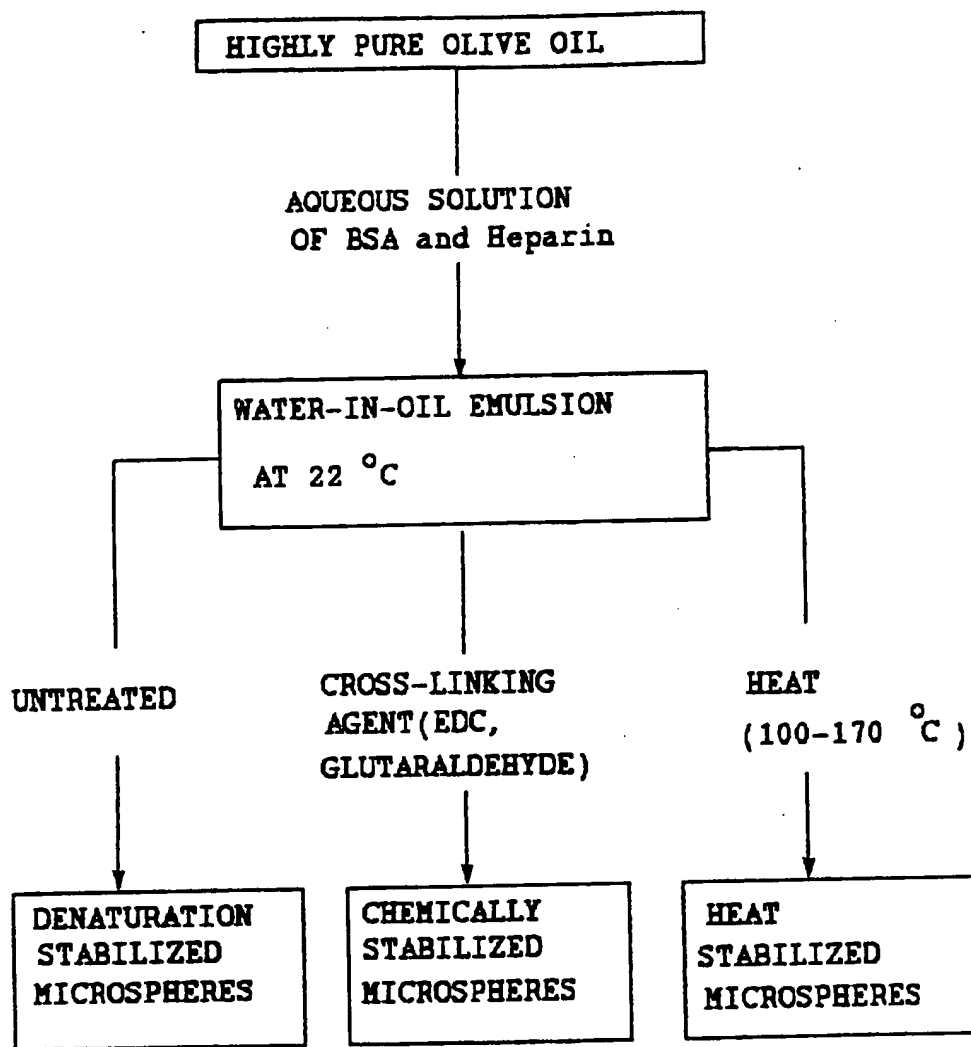 HIGHLY PURE OLIVE OIL
AQUEOUS SOLUTION
OF BSA and Heparin
WATER-IN-OIL EMULSION
AT 22 °C
UNTREATED
CROSS-LINKING
AGENT(EDC,
GLUTARALDEHYDE)
HEAT
(100-170 °C)
DENATURATION
STABILIZED
MICROSPHERES
CHEMICALLY
STABILIZED
MICROSPHERES
HEAT
STABILIZED
MICROSPHERES